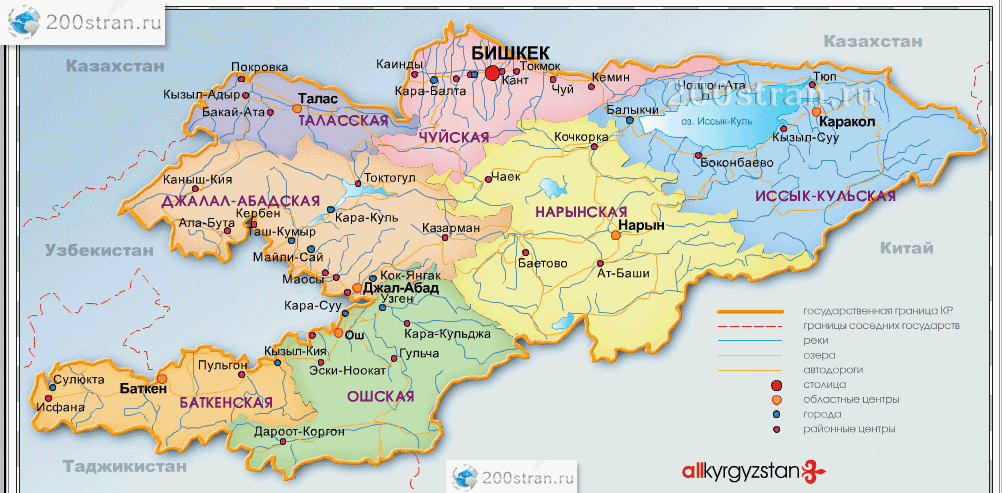 200stran.ru
Казахстан
Казахстан
БИШКЕК
Каинды
Токмок
Кант
Кара-Балта
Чуй
Кемин
Покровка
Кызыл-Адыр
Бакай-Ата
Талас
ТАЛАССКАЯ
ЧУЙСКАЯ
Чолпон-Ата
200stran.ru
Тюп
Балыкчи
оз. Иссык-Куль
Каракол
Кызыл-Суу
Кочкорка
Боконбаево
ИССЫК-КУЛЬСКАЯ
Каныш-Кия
Токтогул
Чаек
ДЖАЛАЛ-АБАДСКАЯ
НАРЫНСКАЯ
Кербен
Кара-Куль
Ала-Бута
Таш-Кумыр
Казарман
Нарын
Узбекистан
Китай
Майли-Сай
Баетово
Ат-Баши
Маосы
Кок-Янгак
Джал-Абад
Узген
Кара-Суу
Ош
Кара-Кульджа
Кызыл-Кия
Гульча
Эски-Ноокат
Пульгон
Сулюкта
Баткен
Исфана
БАТКЕНСКАЯ
ОШСКАЯ
Дароот-Коргон
Таджикистан
государственная граница КР
границы соседних государств
реки
озера
автодороги
столица
областные центры
города
районные центры
allkyrgyzstan
200stran.ru